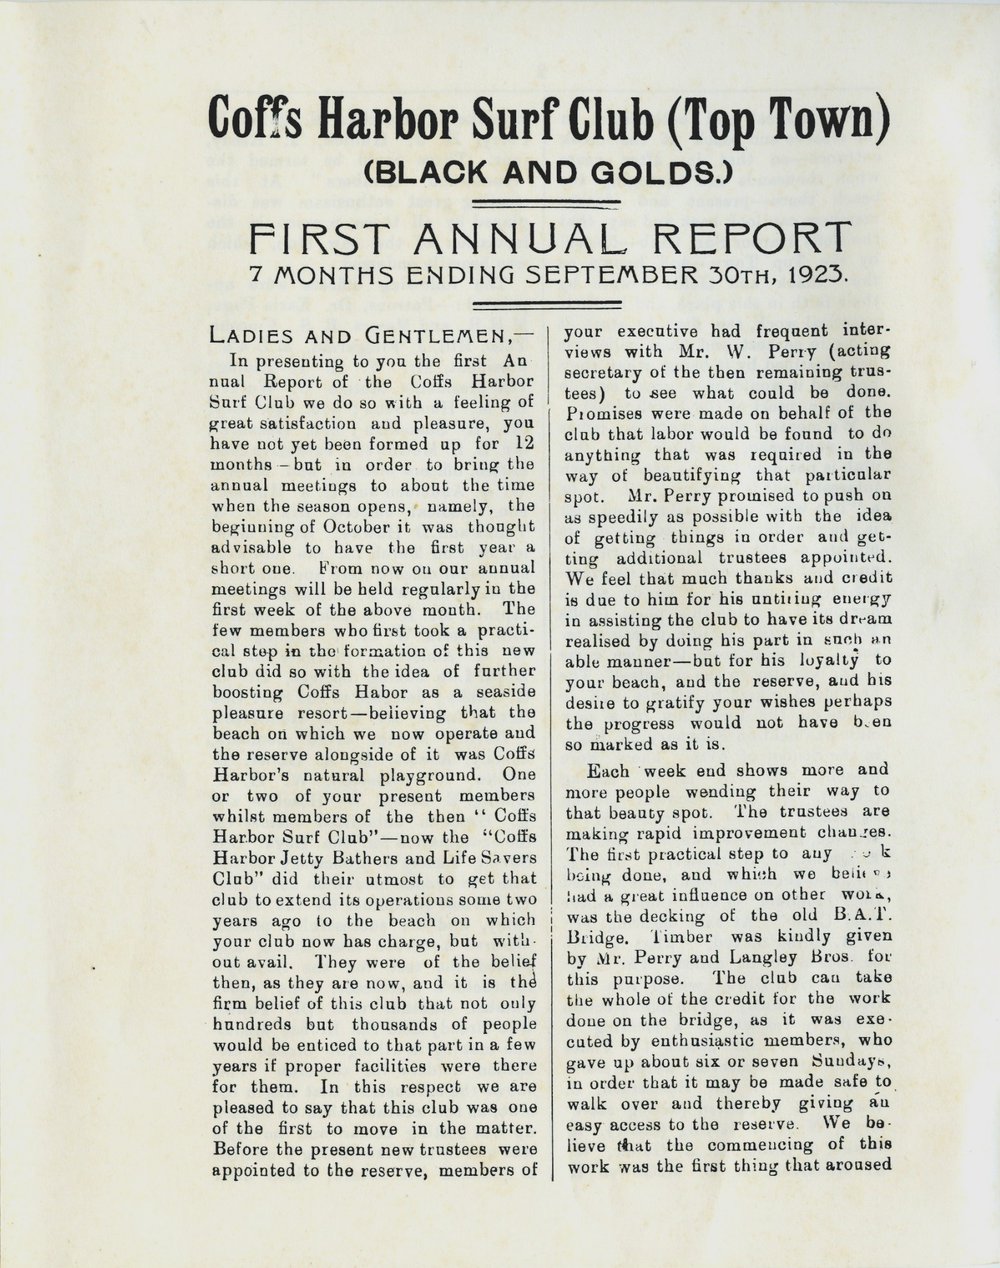 Coffs Harbor Surf Club (Top Town)
(BLACK AND GOLDS.)
FIRST ANNUAL REPORT
7 MONTHS ENDING SEPTEMBER 30TH, 1923.
LADIES AND GENTLEMEN,—
In presenting to you the first An
nual Report of the Coffs Harbor
Surf Club we do so with a feeling of
great satisfaction and pleasure, you
have not yet been formed up for 12
months – but in order to bring the
annual meetings to about the time
when the season opens, namely, the
beginning of October it was thought
advisable to have the first year a
short one. From now on our annual
meetings will be held regularly in the
first week of the above month. The
few members who first took a practi-
cal step in the formation of this new
club did so with the idea of further
boosting Coffs Habor as a seaside
pleasure resort—believing that the
beach on which we now operate and
the reserve alongside of it was Coffs
Harbor's natural playground. One
or two of your present members
whilst members of the then " Coffs
Harbor Surf Club"—now the "Coffs
Harbor Jetty Bathers and Life Savers
Club" did their utmost to get that
club to extend its operations some two
years ago to the beach on which
your club now has charge, but with-
out avail. They were of the belief
then, as they are now, and it is the
firm belief of this club that not only
hundreds but thousands of people
would be enticed to that part in a few
years if proper facilities were there
for them. In this respect we are
pleased to say that this club was one
of the first to move in the matter.
Before the present new trustees were
appointed to the reserve, members of
your executive had frequent inter-
views with Mr. W. Perry (acting
secretary of the then remaining trus-
tees) to see what could be done.
Promises were made on behalf of the
club that labor would be found to do
anything that was required in the
way of beautifying that particular
spot. Mr. Perry promised to push on
as speedily as possible with the idea
of getting things in order and get-
ting additional trustees appointed.
We feel that much thanks and credit
is due to him for his untiring energy
in assisting the club to have its dream
realised by doing his part in such an
able manner—but for his loyalty to
your beach, and the reserve, and his
desire to gratify your wishes perhaps
the progress would not have been
so marked as it is.
Each week end shows more and
more people wending their way to
that beauty spot. The trustees are
making rapid improvement changes.
The first practical step to any
being done, and which we believe
had a great influence on other work,
was the decking of the old B.A.T.
Bridge. Timber was kindly given
by Mr. Perry and Langley Bros. for
this purpose. The club can take
the whole of the credit for the work
done on the bridge, as it was exe-
cuted by enthusiastic members, who
gave up about six or seven Sundays,
in order that it may be made safe to
walk over and thereby giving an
easy access to the reserve. We be-
lieve that the commencing of this
work was the first thing that aroused